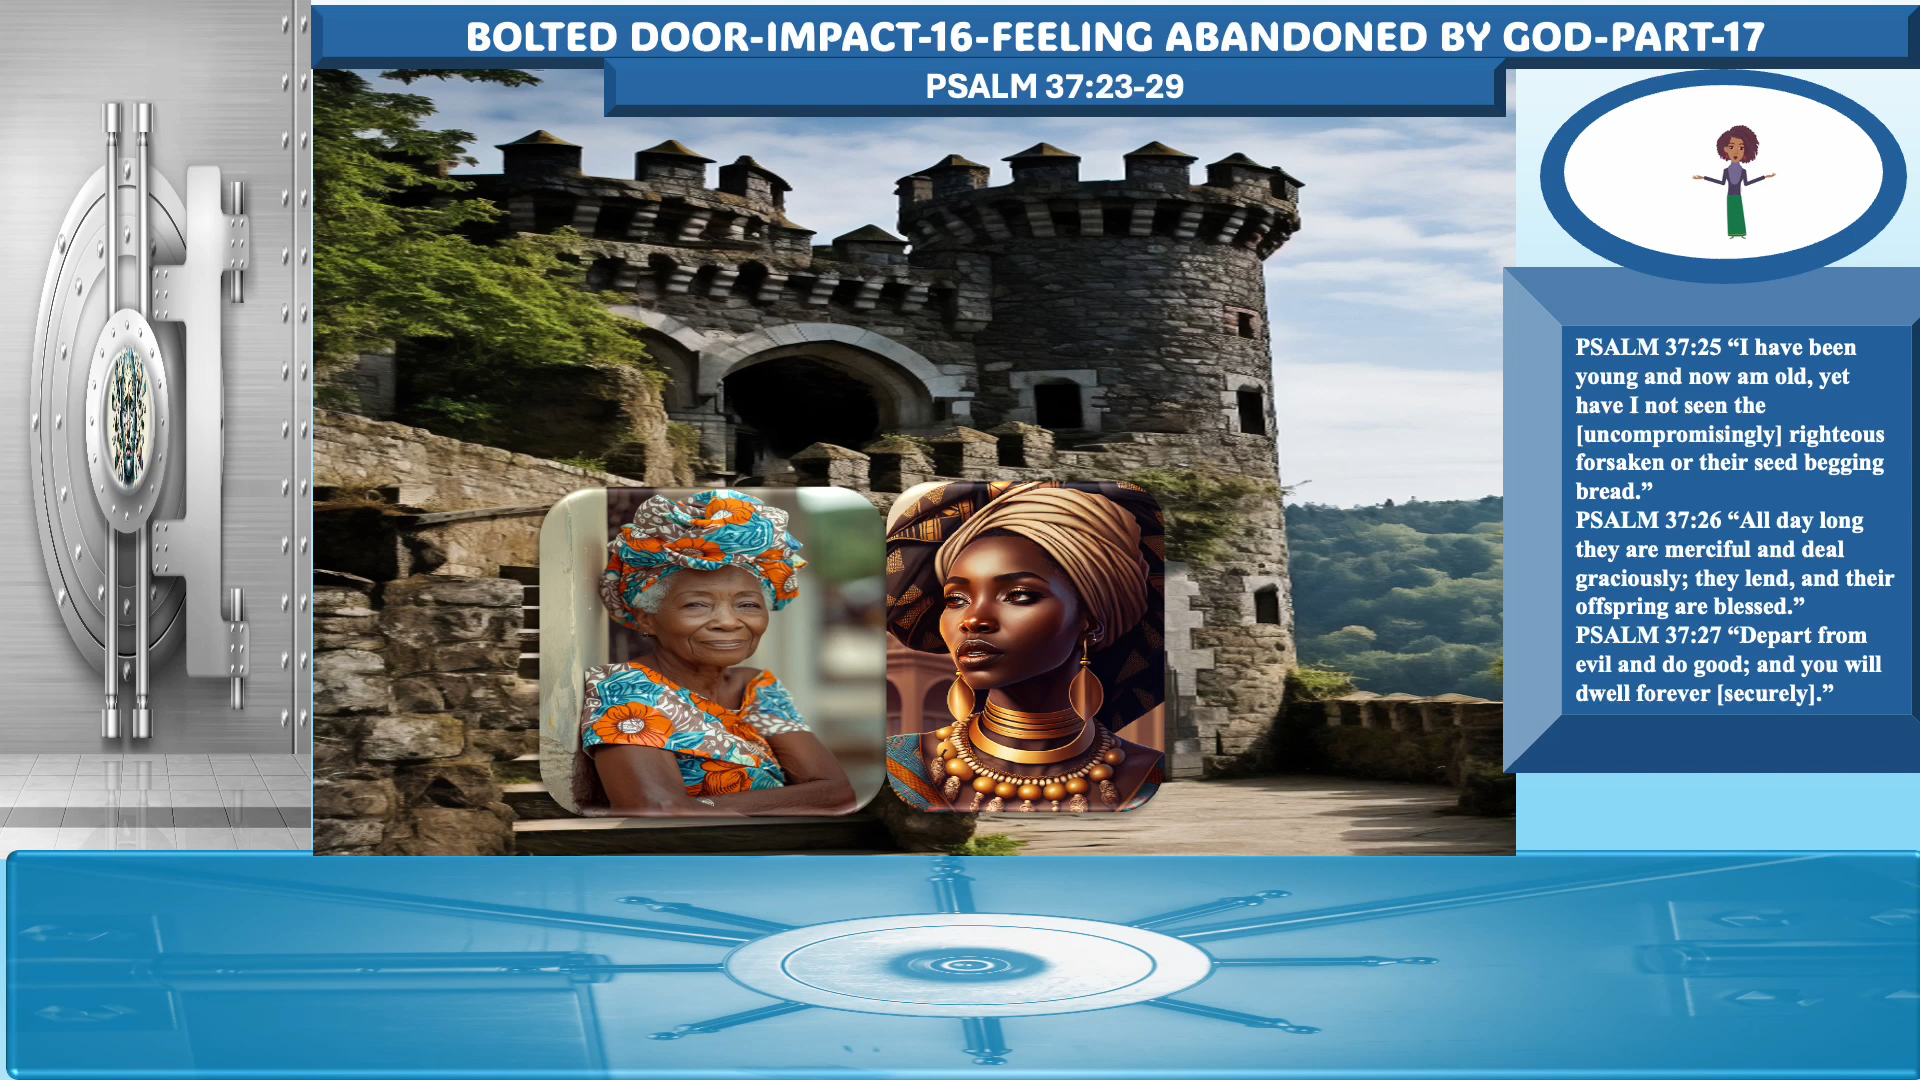 BOLTED DOOR-IMPACT-16-FEELING ABANDONED BY GOD-PART-17
PSALM 37:23-29
PSALM 37:25 “I have been
young and now am old, yet
have I not seen the
[uncompromisingly] righteous
forsaken or their seed begging
bread.”
PSALM 37:26 “All day long
they are merciful and deal
graciously; they lend, and their
offspring are blessed.”
PSALM 37:27 “Depart from
evil and do good; and you will
dwell forever [securely].”